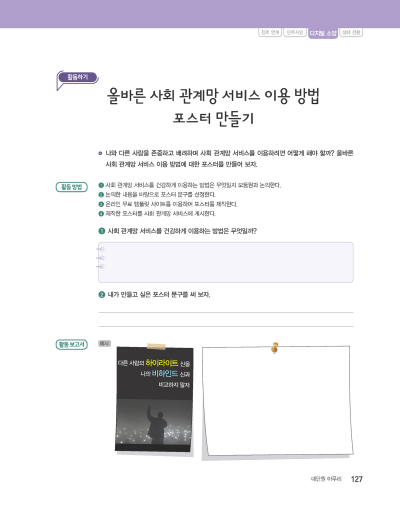 진로 연계
민주시민
디지털 소양
생태 전환
활동하기
올바른 사회 관계망 서비스 이용 방법
포스터 만들기
나와 다른 사람을 존중하고 배려하며 사회 관계망 서비스를 이용하려면 어떻게 해야 할까? 올바른
사회 관계망 서비스 이용 방법에 대한 포스터를 만들어 보자.
활동 방법
1 사회 관계망 서비스를 건강하게 이용하는 방법은 무엇일지 모둠원과 논의한다.
2 논의한 내용을 바탕으로 포스터 문구를 선정한다.
3 온라인 무료 템플릿 사이트를 이용하여 포스터를 제작한다.
4 제작한 포스터를 사회 관계망 서비스에 게시한다.
1 사회 관계망 서비스를 건강하게 이용하는 방법은 무엇일까?
2 내가 만들고 싶은 포스터 문구를 써 보자.
활동 보고서
예시
다른 사람의 하이라이트 신을
나의 비하인드 신과
비교하지 말자
대단원 마무리 127